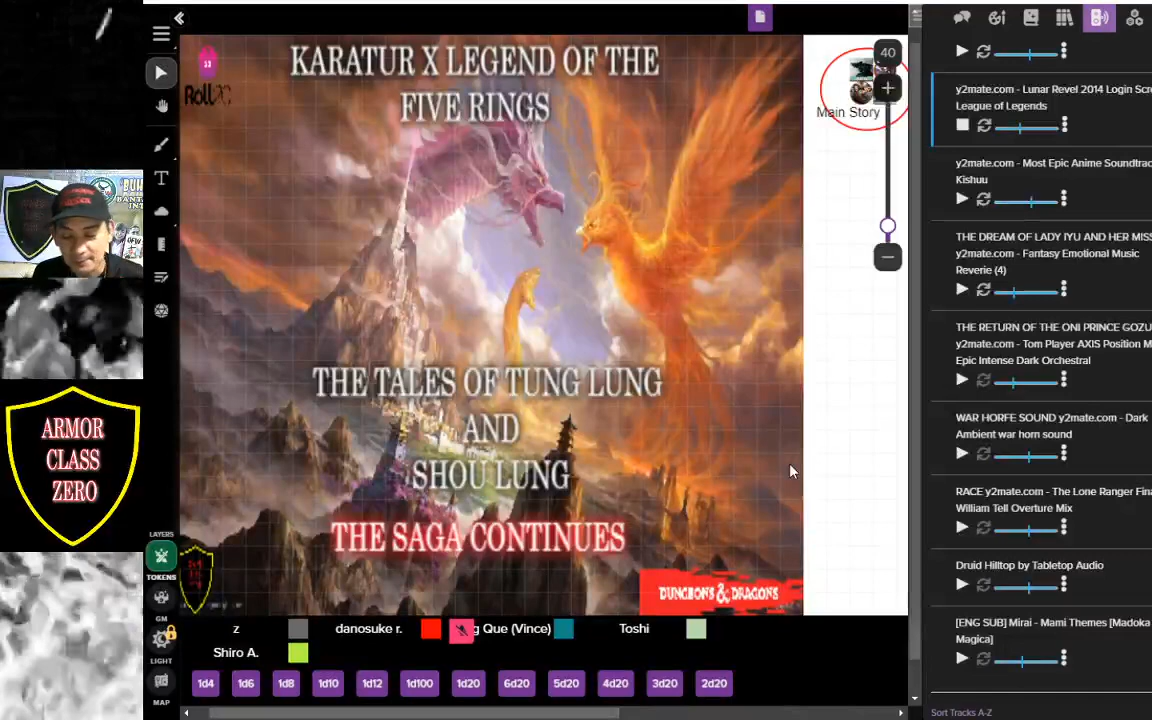 KARATUR X LEGEND OF THE
FIVE RINGS
Roll20
Main Story
40
THE TALES OF TUNG LUNG
AND
SHOU LUNG
THE SAGA CONTINUES
DUNGEONS & DRAGONS
ARMOR
CLASS
ZERO
LAYERS
TOKENS
GM
LIGHT
MAP
z
danosuke r.
g Que (Vince)
Toshi
Shiro A.
1d4
1d6
1d8
1d10
1d12
1d100
1d20
6d20
5d20
4d20
3d20
2d20
y2mate.com - Lunar Revel 2014 Login Scre
League of Legends
y2mate.com - Most Epic Anime Soundtrac
Kishuu
THE DREAM OF LADY IYU AND HER MISS
y2mate.com - Fantasy Emotional Music
Reverie (4)
THE RETURN OF THE ONI PRINCE GOZU
y2mate.com - Tom Player AXIS Position M
Epic Intense Dark Orchestral
WAR HORFE SOUND y2mate.com - Dark
Ambient war horn sound
RACE y2mate.com - The Lone Ranger Fina
William Tell Overture Mix
Druid Hilltop by Tabletop Audio
[ENG SUB] Mirai - Mami Themes [Madoka
Magica]
Sort Tracks A-Z